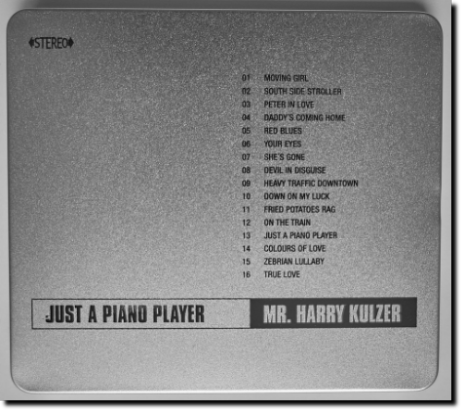 STEREO
01 MOVING GIRL
02 SOUTH SIDE STROLLER
03 PETER IN LOVE
04 DADDY'S COMING HOME
05 RED BLUES
06 YOUR EYES
07 SHE'S GONE
08 DEVIL IN DISGUISE
09 HEAVY TRAFFIC DOWNTOWN
10 DOWN ON MY LUCK
11 FRIED POTATOES RAG
12 ON THE TRAIN
13 JUST A PIANO PLAYER
14 COLOURS OF LOVE
15 ZEBRIAN LULLABY
16 TRUE LOVE
JUST A PIANO PLAYER MR. HARRY KULZER